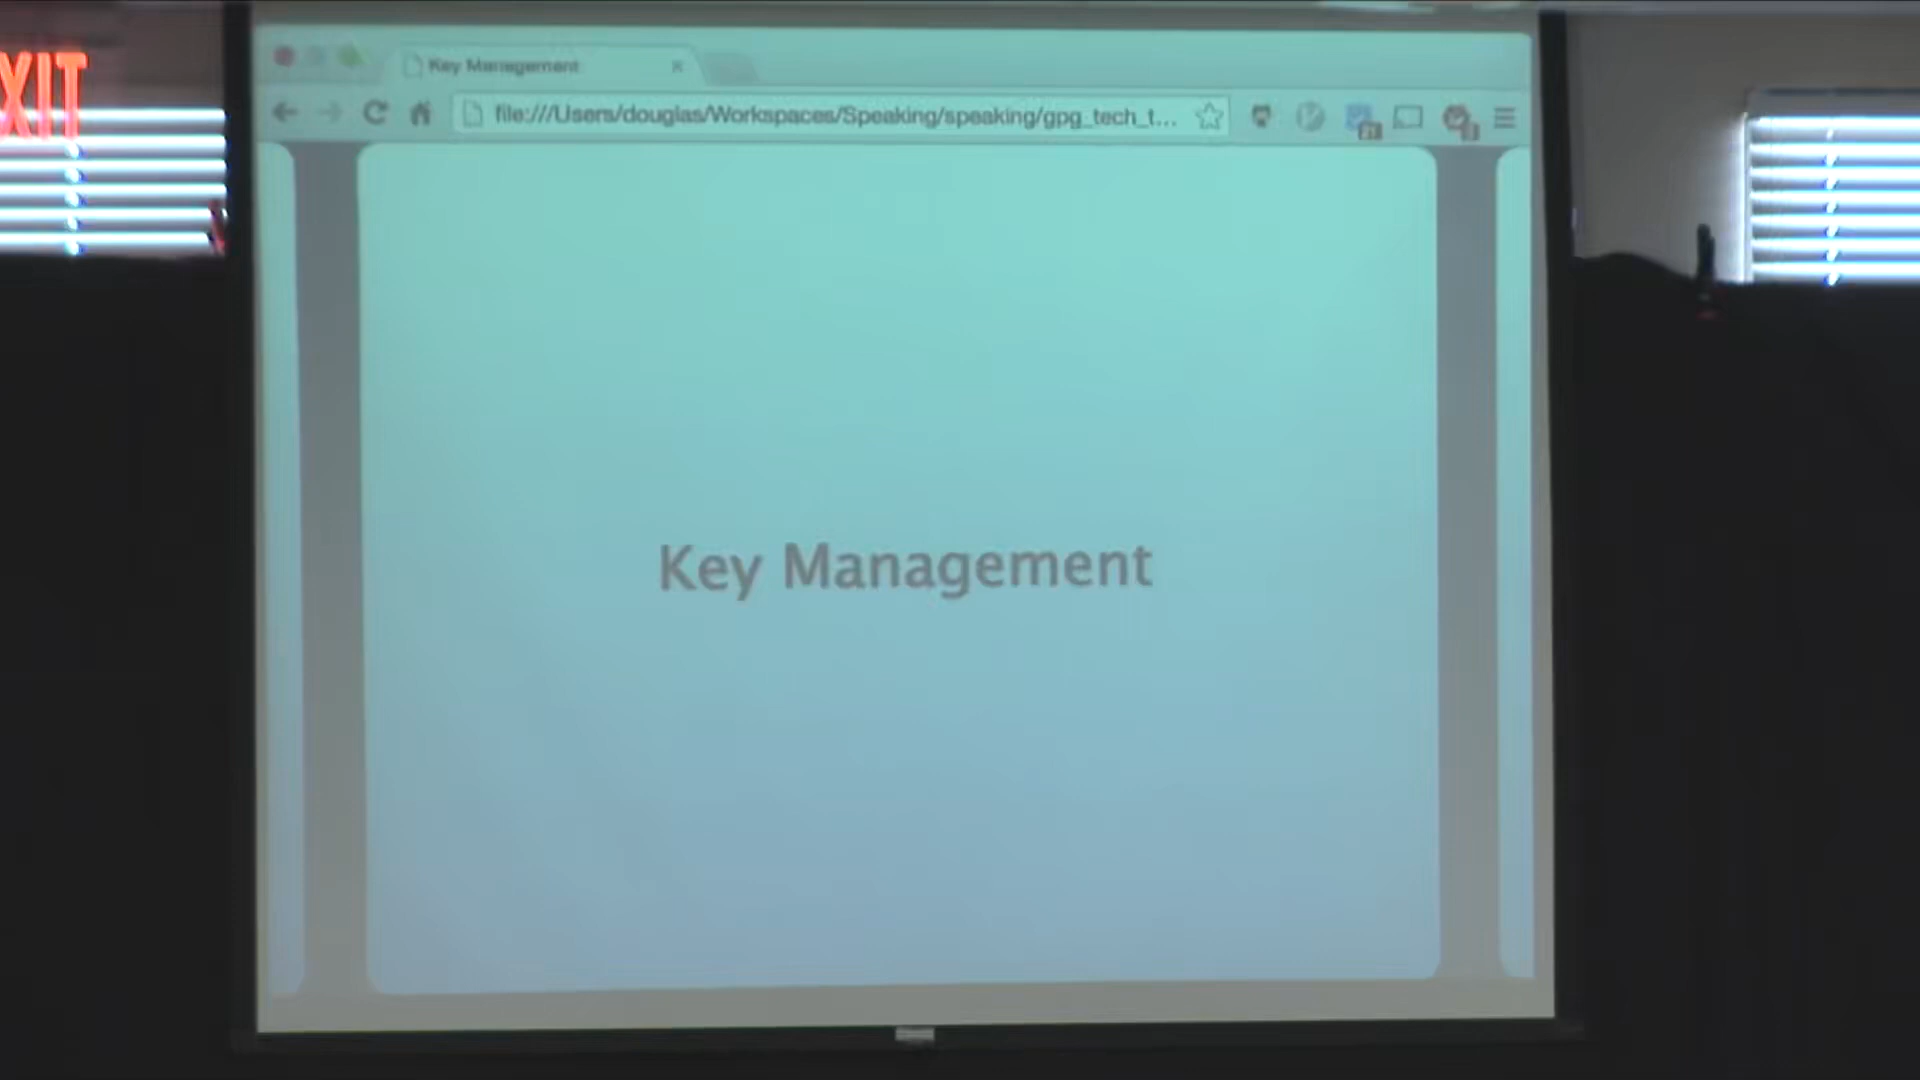 XIT
Key Management
file:///Users/douglas/Workspaces/Speaking/speaking/gpg_tech_t...
Key Management